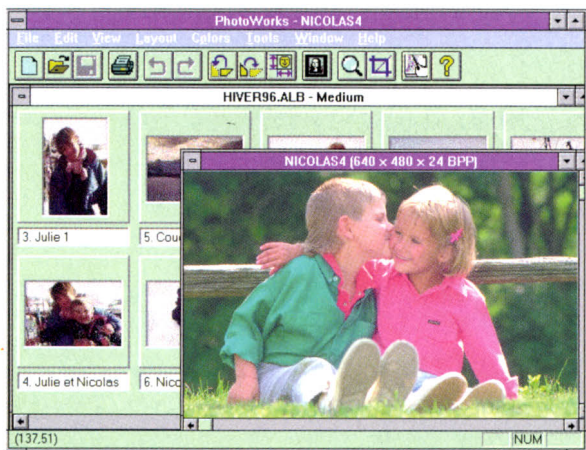 PhotoWorks - NICOLAS4
File Edit View Layout Colors Tools Window Help
HIVER96.ALB - Medium
NICOLAS4 (640 x 480 x 24 BPP)
3. Julie 1
5. Cou
4. Julie et Nicolas
6. Nico
(137,51)
NUM